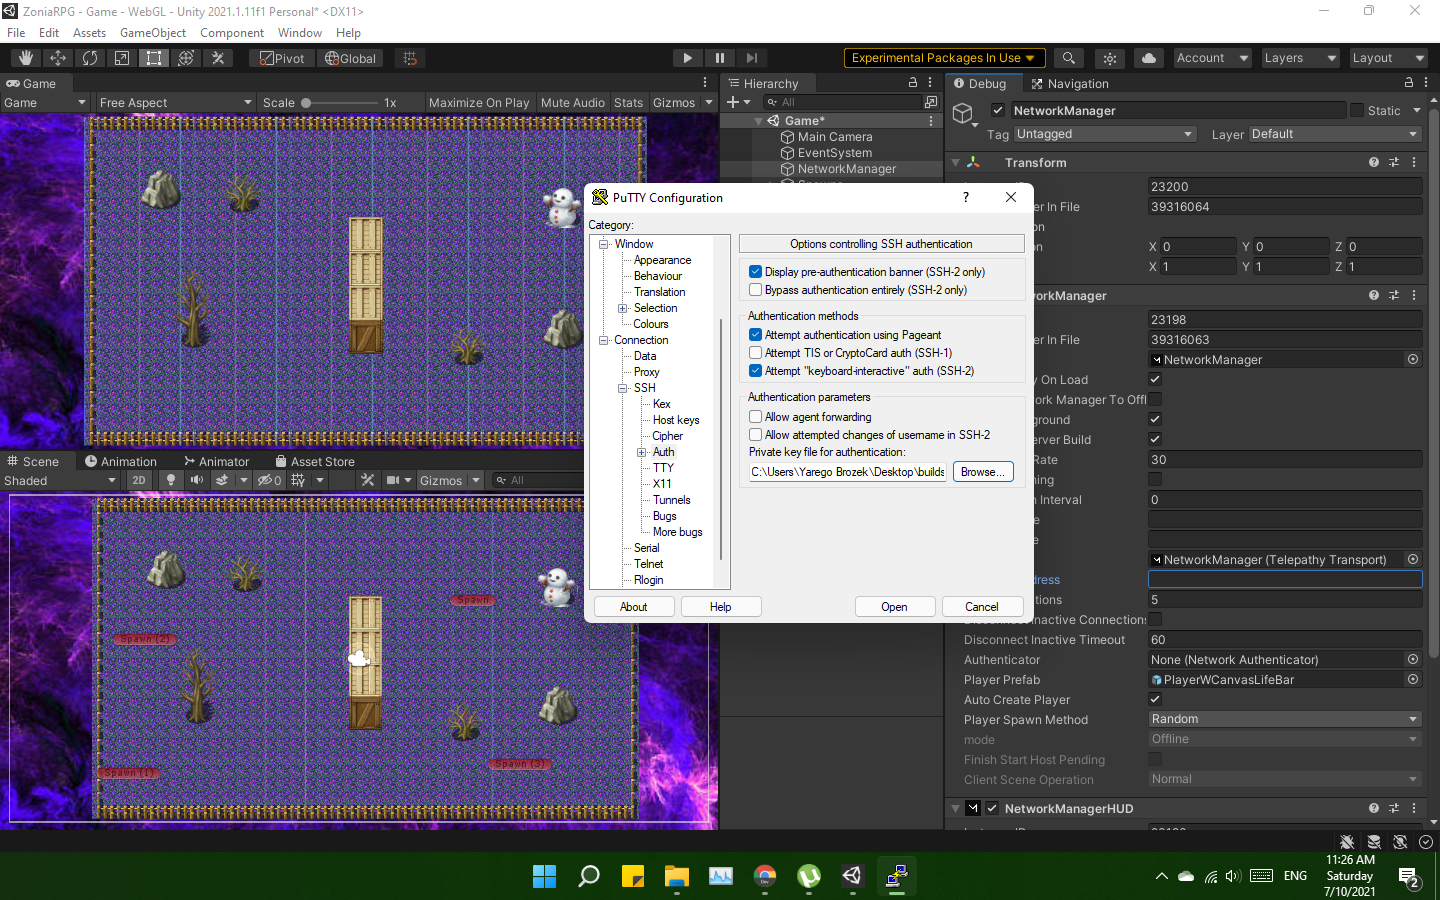 ZoniaRPG - Game - WebGL - Unity 2021.1.11f1 Personal* <DX11>
File Edit Assets GameObject Component Window Help
Pivot Global
Experimental Packages In Use
Account Layers Layout
Game
Game Free Aspect Scale 1x Maximize On Play Mute Audio Stats Gizmos
Hierarchy
All
Game*
Main Camera
EventSystem
NetworkManager
Debug Navigation
NetworkManager Static
Tag Untagged Layer Default
Transform
23200
er In File 39316064
on
on X 0 Y 0 Z 0
X 1 Y 1 Z 1
workManager
23198
er In File 39316063
NetworkManager
y On Load
ork Manager To Offl
ground
erver Build
Rate 30
ning
n Interval 0
e
e
NetworkManager (Telepathy Transport)
dress
tions 5
Disconnect Inactive Connections
Disconnect Inactive Timeout 60
Authenticator None (Network Authenticator)
Player Prefab PlayerWCanvasLifeBar
Auto Create Player
Player Spawn Method Random
mode Offline
Finish Start Host Pending
Client Scene Operation Normal
NetworkManagerHUD
PuTTY Configuration ?
Category:
Window
Appearance
Behaviour
Translation
Selection
Colours
Connection
Data
Proxy
SSH
Kex
Host keys
Cipher
Auth
TTY
X11
Tunnels
Bugs
More bugs
Serial
Telnet
Rlogin
Options controlling SSH authentication
Display pre-authentication banner (SSH-2 only)
Bypass authentication entirely (SSH-2 only)
Authentication methods
Attempt authentication using Pageant
Attempt TIS or CryptoCard auth (SSH-1)
Attempt "keyboard-interactive" auth (SSH-2)
Authentication parameters
Allow agent forwarding
Allow attempted changes of username in SSH-2
Private key file for authentication:
C:\Users\Yarego Brozek\Desktop\builds Browse...
About Help Open Cancel
Scene Animation Animator Asset Store
Shaded 2D 0 Gizmos All
Spawn
Spawn (2)
Spawn (3)
Spawn (1)
ENG
11:26 AM
Saturday
7/10/2021
2